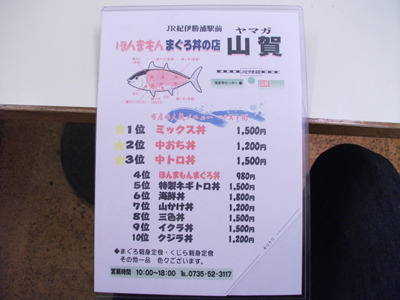 JR紀伊勝浦駅前
ヤマガ
ほんまもん まぐろ丼の店 山賀
1位 ミックス丼 1,500円
2位 中おち丼 1,200円
3位 中トロ丼 1,500円
4位 ほんまもんまぐろ丼 980円
5位 特製ネギトロ丼 1,500円
6位 海鮮丼 1,800円
7位 山かけ丼 1,200円
8位 三色丼 1,500円
9位 イクラ丼 1,500円
10位 クジラ丼 1,200円
◆まぐろ刺身定食・くじら刺身定食
その他一品 色々ございます。
営業時間 10:00~18:00 ℡0735-52-3117